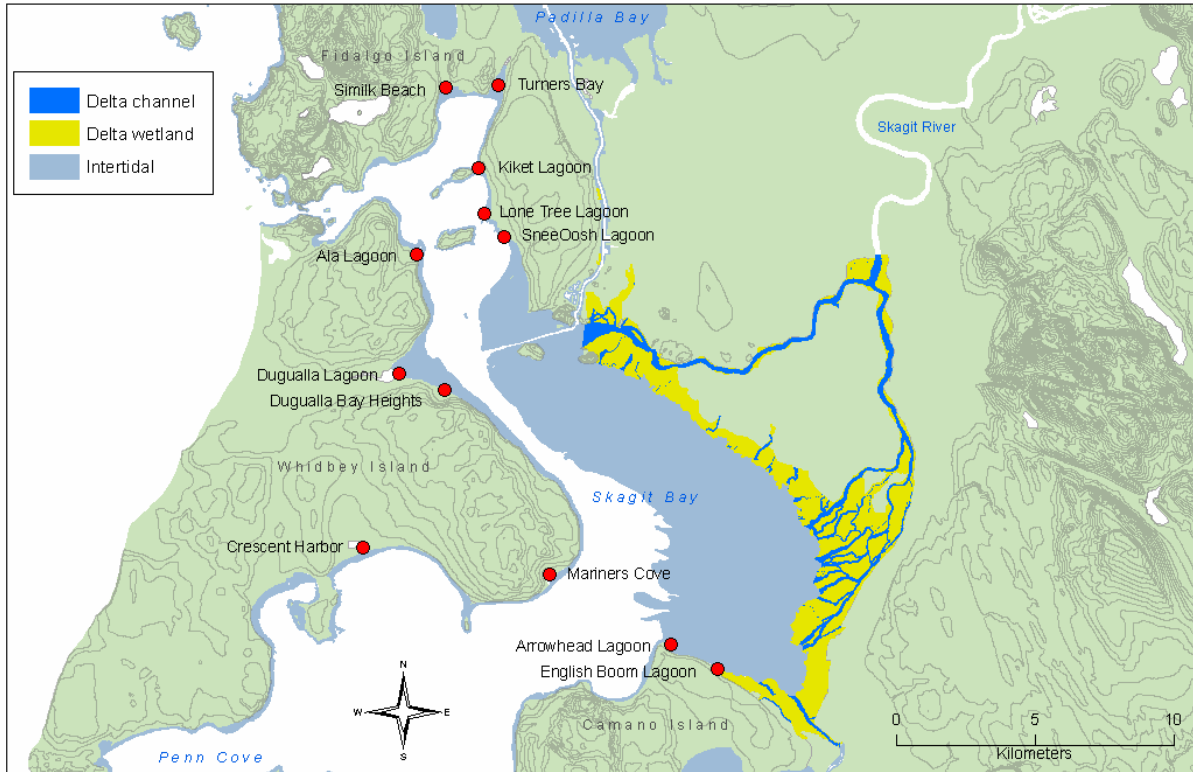 Padilla Bay
Fidalgo Island
Similk Beach
Turners Bay
Delta channel
Delta wetland
Intertidal
Skagit River
Kiket Lagoon
Lone Tree Lagoon
SneeOosh Lagoon
Ala Lagoon
Dugualla Lagoon
Dugualla Bay Heights
Whidbey Island
Skagit Bay
Crescent Harbor
Mariners Cove
Arrowhead Lagoon
English Boom Lagoon
N
W
E
S
Camano Island
Penn Cove
0
5
10
Kilometers